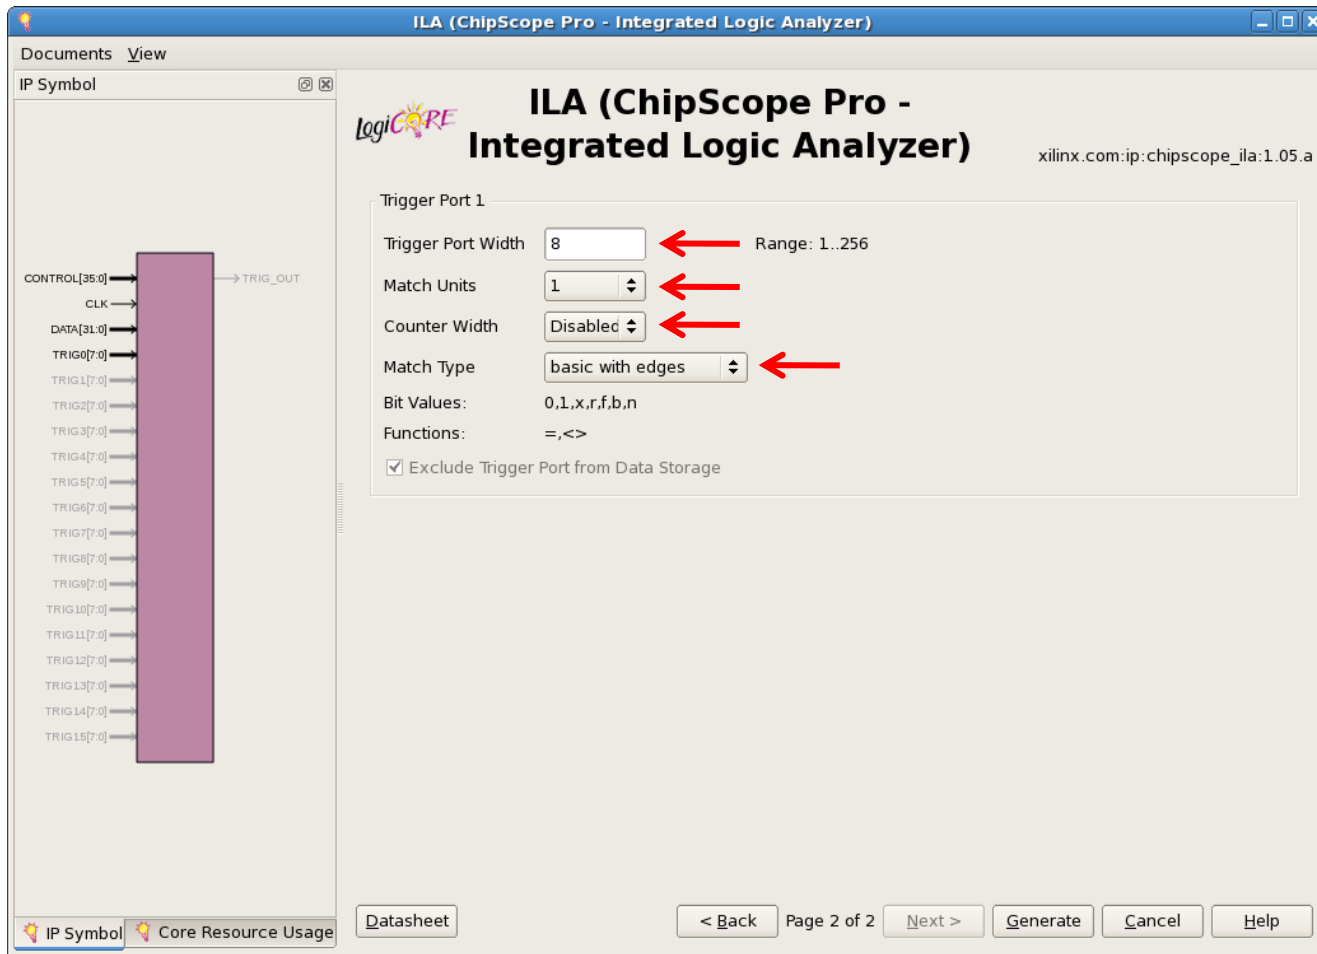 ILA (ChipScope Pro - Integrated Logic Analyzer)
Documents View
IP Symbol
CONTROL[35:0]
CLK
DATA[31:0]
TRIG0[7:0]
TRIG1[7:0]
TRIG2[7:0]
TRIG3[7:0]
TRIG4[7:0]
TRIG5[7:0]
TRIG6[7:0]
TRIG7[7:0]
TRIG8[7:0]
TRIG9[7:0]
TRIG10[7:0]
TRIG11[7:0]
TRIG12[7:0]
TRIG13[7:0]
TRIG14[7:0]
TRIG15[7:0]
TRIG_OUT
IP Symbol Core Resource Usage
logiCORE
ILA (ChipScope Pro -
Integrated Logic Analyzer)
xilinx.com:ip:chipscope_ila:1.05.a
Trigger Port 1
Trigger Port Width 8 Range: 1..256
Match Units 1
Counter Width Disabled
Match Type basic with edges
Bit Values: 0,1,x,r,f,b,n
Functions: =,<>
Exclude Trigger Port from Data Storage
Datasheet < Back Page 2 of 2 Next > Generate Cancel Help